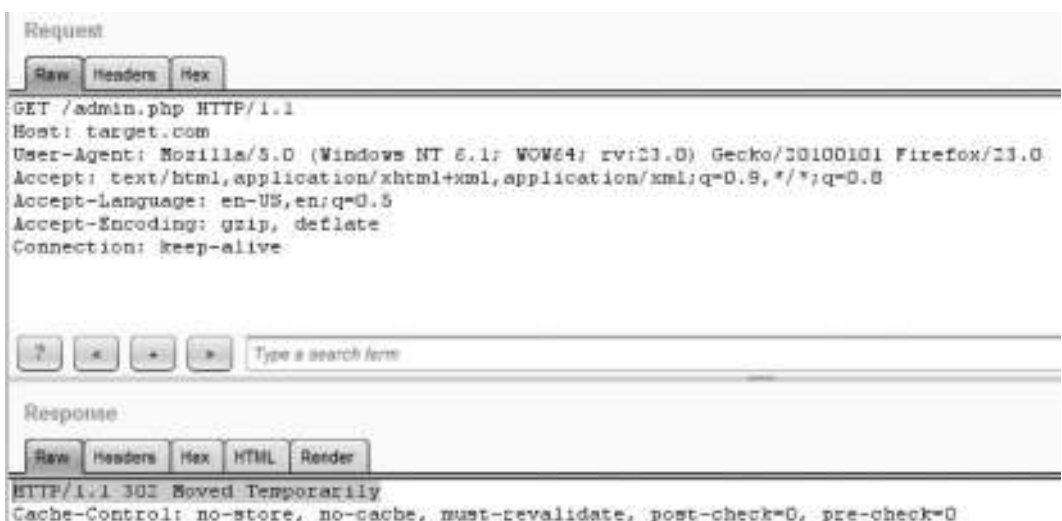 Request
Raw Headers Hex
GET /admin.php HTTP/1.1
Host: target.com
User-Agent: Mozilla/5.0 (Windows NT 6.1; WOW64; rv:23.0) Gecko/20100101 Firefox/23.0
Accept: text/html,application/xhtml+xml,application/xml;q=0.9,*/*;q=0.8
Accept-Language: en-US,en;q=0.5
Accept-Encoding: gzip, deflate
Connection: keep-alive
? < + > Type a search term
Response
Raw Headers Hex HTML Render
HTTP/1.1 302 Moved Temporarily
Cache-Control: no-store, no-cache, must-revalidate, post-check=0, pre-check=0